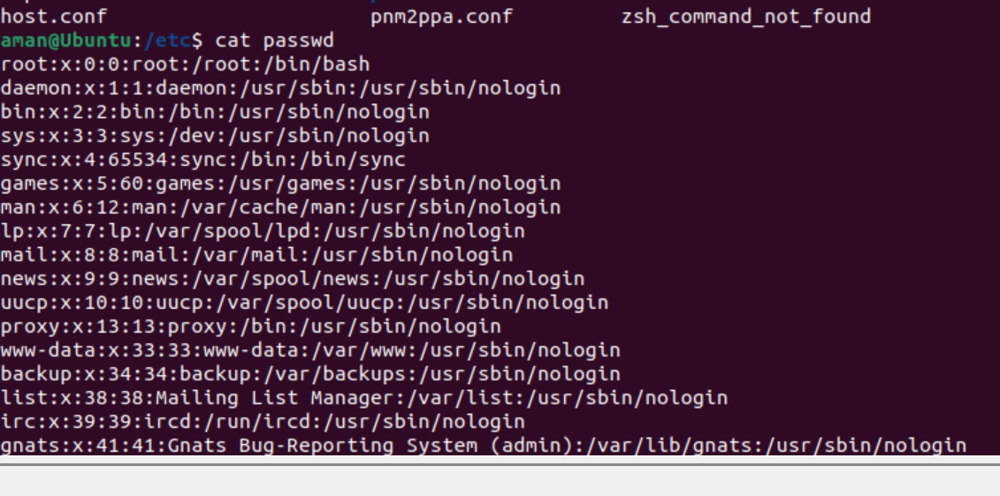 host.conf pnm2ppa.conf zsh_command_not_found
aman@Ubuntu:/etc$ cat passwd
root:x:0:0:root:/root:/bin/bash
daemon:x:1:1:daemon:/usr/sbin:/usr/sbin/nologin
bin:x:2:2:bin:/bin:/usr/sbin/nologin
sys:x:3:3:sys:/dev:/usr/sbin/nologin
sync:x:4:65534:sync:/bin:/bin/sync
games:x:5:60:games:/usr/games:/usr/sbin/nologin
man:x:6:12:man:/var/cache/man:/usr/sbin/nologin
lp:x:7:7:lp:/var/spool/lpd:/usr/sbin/nologin
mail:x:8:8:mail:/var/mail:/usr/sbin/nologin
news:x:9:9:news:/var/spool/news:/usr/sbin/nologin
uucp:x:10:10:uucp:/var/spool/uucp:/usr/sbin/nologin
proxy:x:13:13:proxy:/bin:/usr/sbin/nologin
www-data:x:33:33:www-data:/var/www:/usr/sbin/nologin
backup:x:34:34:backup:/var/backups:/usr/sbin/nologin
list:x:38:38:Mailing List Manager:/var/list:/usr/sbin/nologin
irc:x:39:39:ircd:/run/ircd:/usr/sbin/nologin
gnats:x:41:41:Gnats Bug-Reporting System (admin):/var/lib/gnats:/usr/sbin/nologin